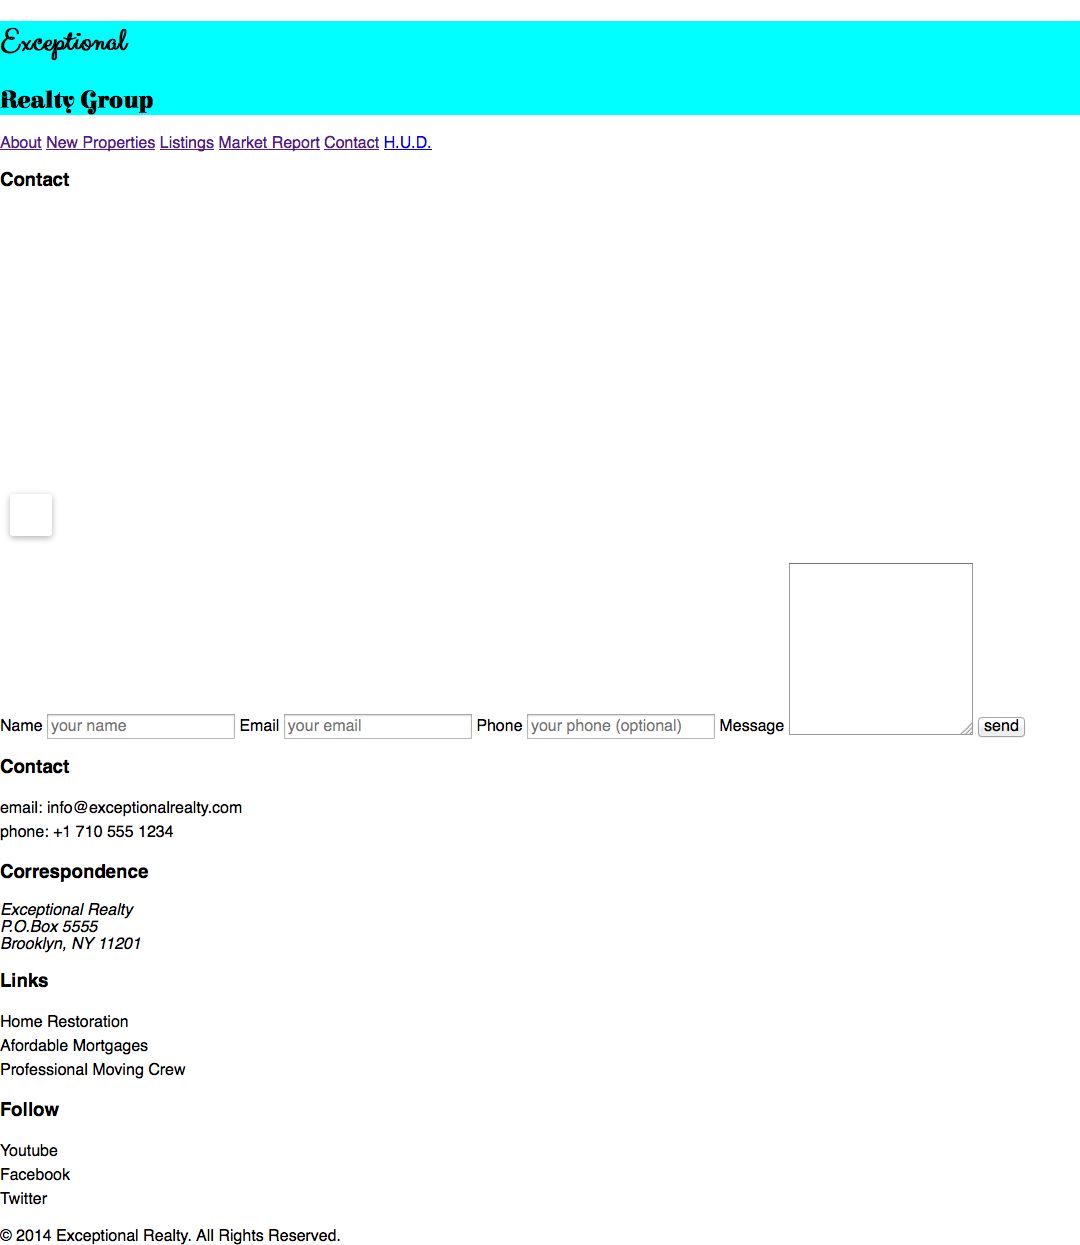 Exceptional
Realty Group
About New Properties Listings Market Report Contact H.U.D.
Contact
Name your name Email your email Phone your phone (optional) Message send
Contact
email: info@exceptionalrealty.com
phone: +1 710 555 1234
Correspondence
Exceptional Realty
P.O.Box 5555
Brooklyn, NY 11201
Links
Home Restoration
Afordable Mortgages
Professional Moving Crew
Follow
Youtube
Facebook
Twitter
© 2014 Exceptional Realty. All Rights Reserved.